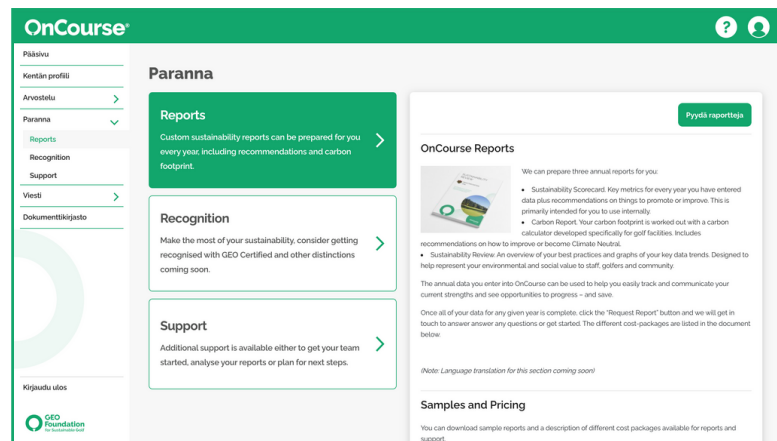 OnCourse®
?
Pääsivu
Kentän profiili
Arvostelu
Paranna
Reports
Recognition
Support
Viesti
Dokumenttikirjasto
Kirjaudu ulos
GEO
Foundation
for Sustainable Golf
Paranna
Reports
Custom sustainability reports can be prepared for you
every year, including recommendations and carbon
footprint.
Recognition
Make the most of your sustainability, consider getting
recognised with GEO Certified and other distinctions
coming soon.
Support
Additional support is available either to get your team
started, analyse your reports or plan for next steps.
Pyydä raportteja
OnCourse Reports
We can prepare three annual reports for you:
• Sustainability Scorecard. Key metrics for every year you have entered
data plus recommendations on things to promote or improve. This is
primarily intended for you to use internally.
• Carbon Report. Your carbon footprint is worked out with a carbon
calculator developed specifically for golf facilities. Includes
recommendations on how to improve or become Climate Neutral.
• Sustainability Review. An overview of your best practices and graphs of your key data trends. Designed to
help represent your environmental and social value to staff, golfers and community.
The annual data you enter into OnCourse can be used to help you easily track and communicate your
current strengths and see opportunities to progress – and save.
Once all of your data for any given year is complete, click the "Request Report" button and we will get in
touch to answer answer any questions or get started. The different cost-packages are listed in the document
below.
(Note: Language translation for this section coming soon)
Samples and Pricing
You can download sample reports and a description of different cost packages available for reports and
support.